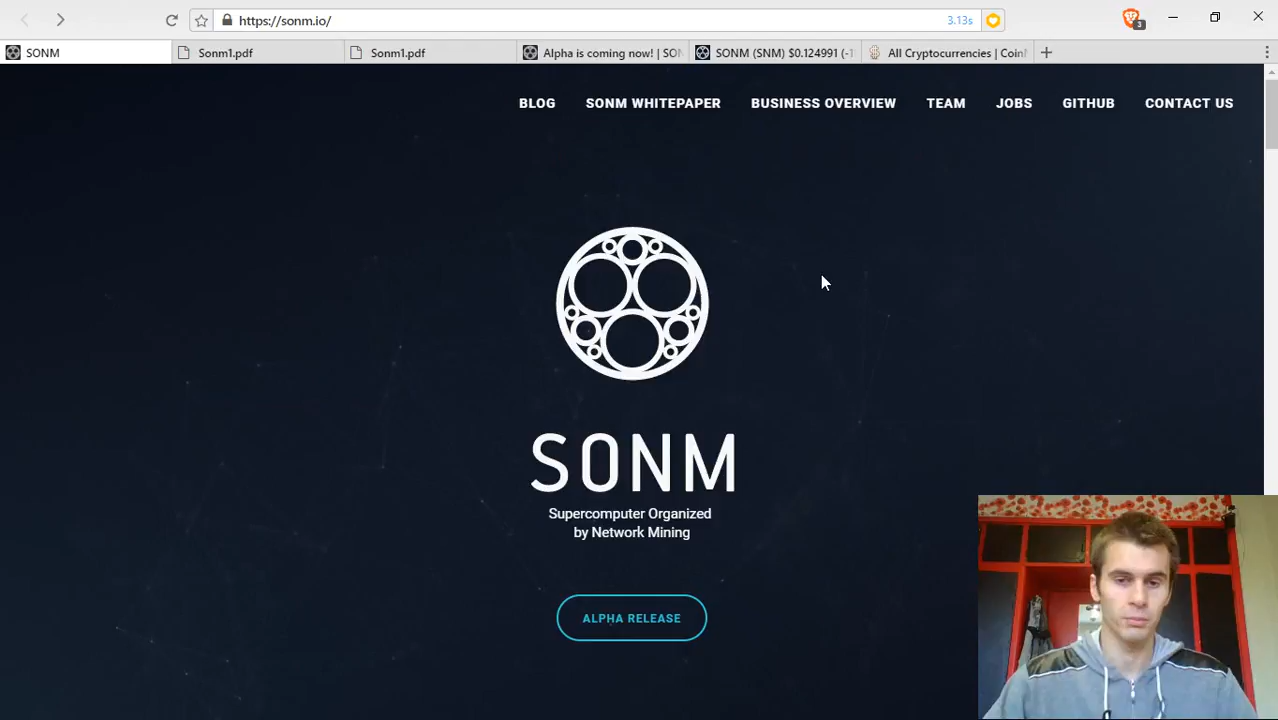 https://sonm.io/
3.13s
3
SONM
Sonm1.pdf
Sonm1.pdf
Alpha is coming now! | SON
SONM (SNM) $0.124991 (-1
All Cryptocurrencies | Coin
BLOG
SONM WHITEPAPER
BUSINESS OVERVIEW
TEAM
JOBS
GITHUB
CONTACT US
SONM
Supercomputer Organized
by Network Mining
ALPHA RELEASE